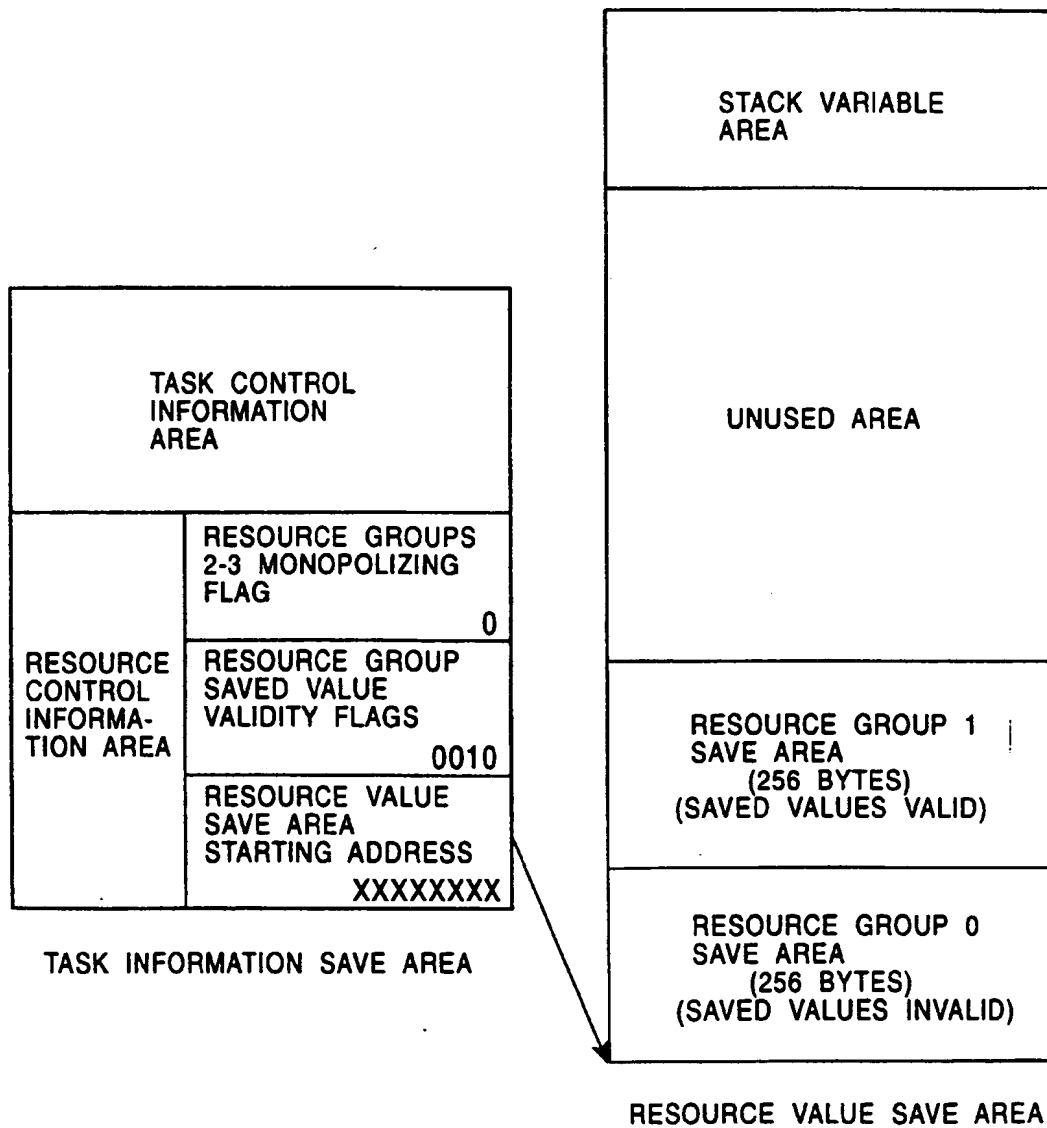 TASK CONTROL
INFORMATION
AREA
RESOURCE
CONTROL
INFORMA-
TION AREA
RESOURCE GROUPS
2-3 MONOPOLIZING
FLAG
0
RESOURCE GROUP
SAVED VALUE
VALIDITY FLAGS
0010
RESOURCE VALUE
SAVE AREA
STARTING ADDRESS
XXXXXXXX
TASK INFORMATION SAVE AREA
STACK VARIABLE
AREA
UNUSED AREA
RESOURCE GROUP 1
SAVE AREA
(256 BYTES)
(SAVED VALUES VALID)
RESOURCE GROUP 0
SAVE AREA
(256 BYTES)
(SAVED VALUES INVALID)
RESOURCE VALUE SAVE AREA